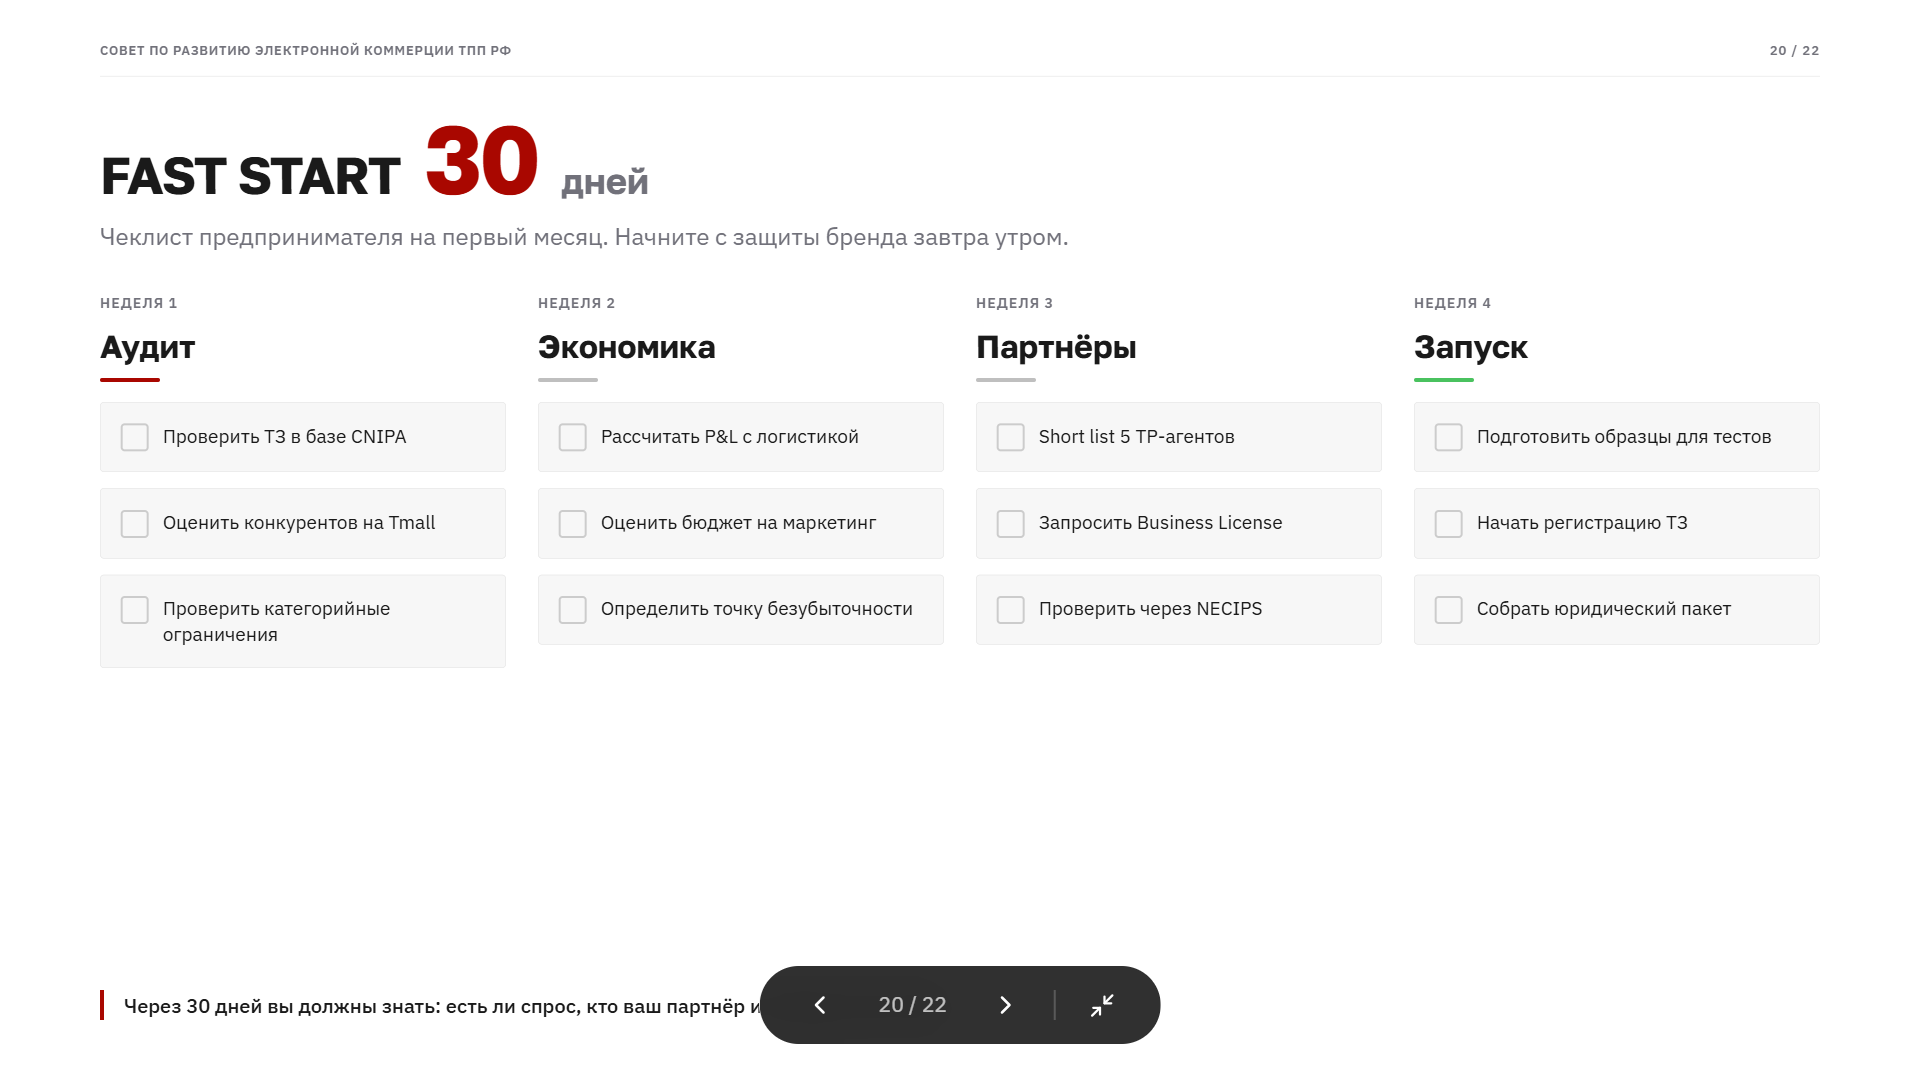 СОВЕТ ПО РАЗВИТИЮ ЭЛЕКТРОННОЙ КОММЕРЦИИ ТПП РФ
20 / 22
FAST START 30 дней
Чеклист предпринимателя на первый месяц. Начните с защиты бренда завтра утром.
НЕДЕЛЯ 1
Аудит
Проверить ТЗ в базе CNIPA
Оценить конкурентов на Tmall
Проверить категорийные
ограничения
НЕДЕЛЯ 2
Экономика
Рассчитать P&L с логистикой
Оценить бюджет на маркетинг
Определить точку безубыточности
НЕДЕЛЯ 3
Партнёры
Short list 5 TP-агентов
Запросить Business License
Проверить через NECIPS
НЕДЕЛЯ 4
Запуск
Подготовить образцы для тестов
Начать регистрацию ТЗ
Собрать юридический пакет
Через 30 дней вы должны знать: есть ли спрос, кто ваш партнёр и
20 / 22